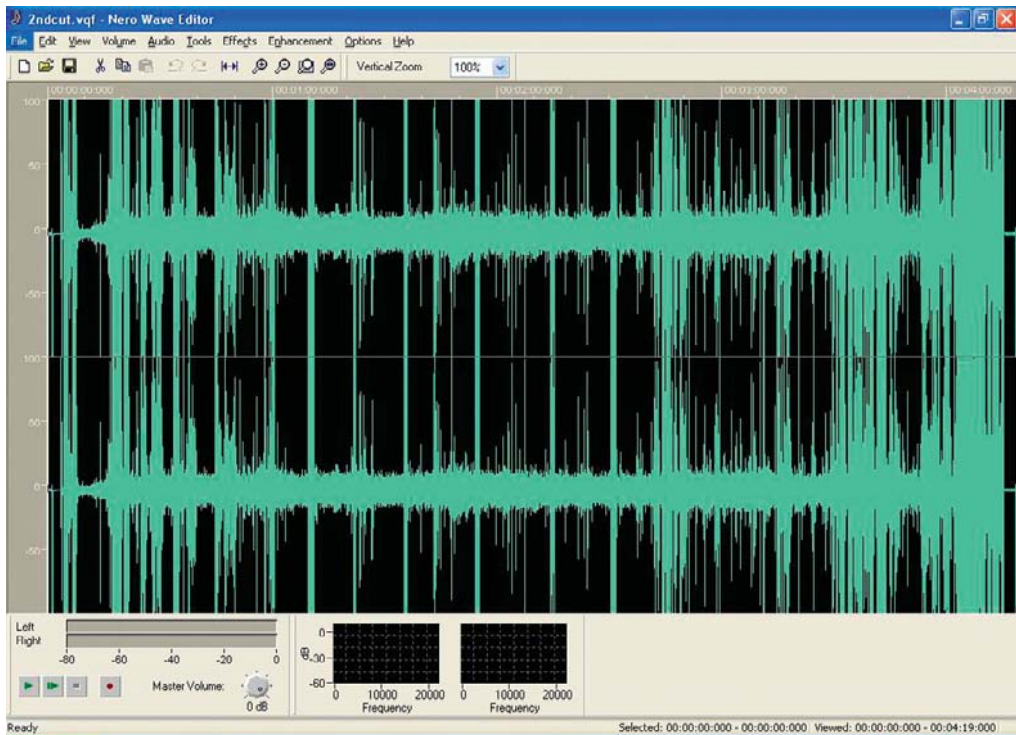 2ndcut.vqf - Nero Wave Editor
File Edit View Volume Audio Tools Effects Enhancement Options Help
Vertical Zoom 100%
00:00:00:000 00:01:00:000 00:02:00:000 00:03:00:000 00:04:00:000
100
50
0
-50
100
100
50
0
-50
Left
Right
-80 -60 -40 -20 0
Master Volume:
0 dB
dB
0
-30
-60
0 10000 20000
Frequency
0 10000 20000
Frequency
Ready
Selected: 00:00:00:000 - 00:00:00:000 Viewed: 00:00:00:000 - 00:04:19:000